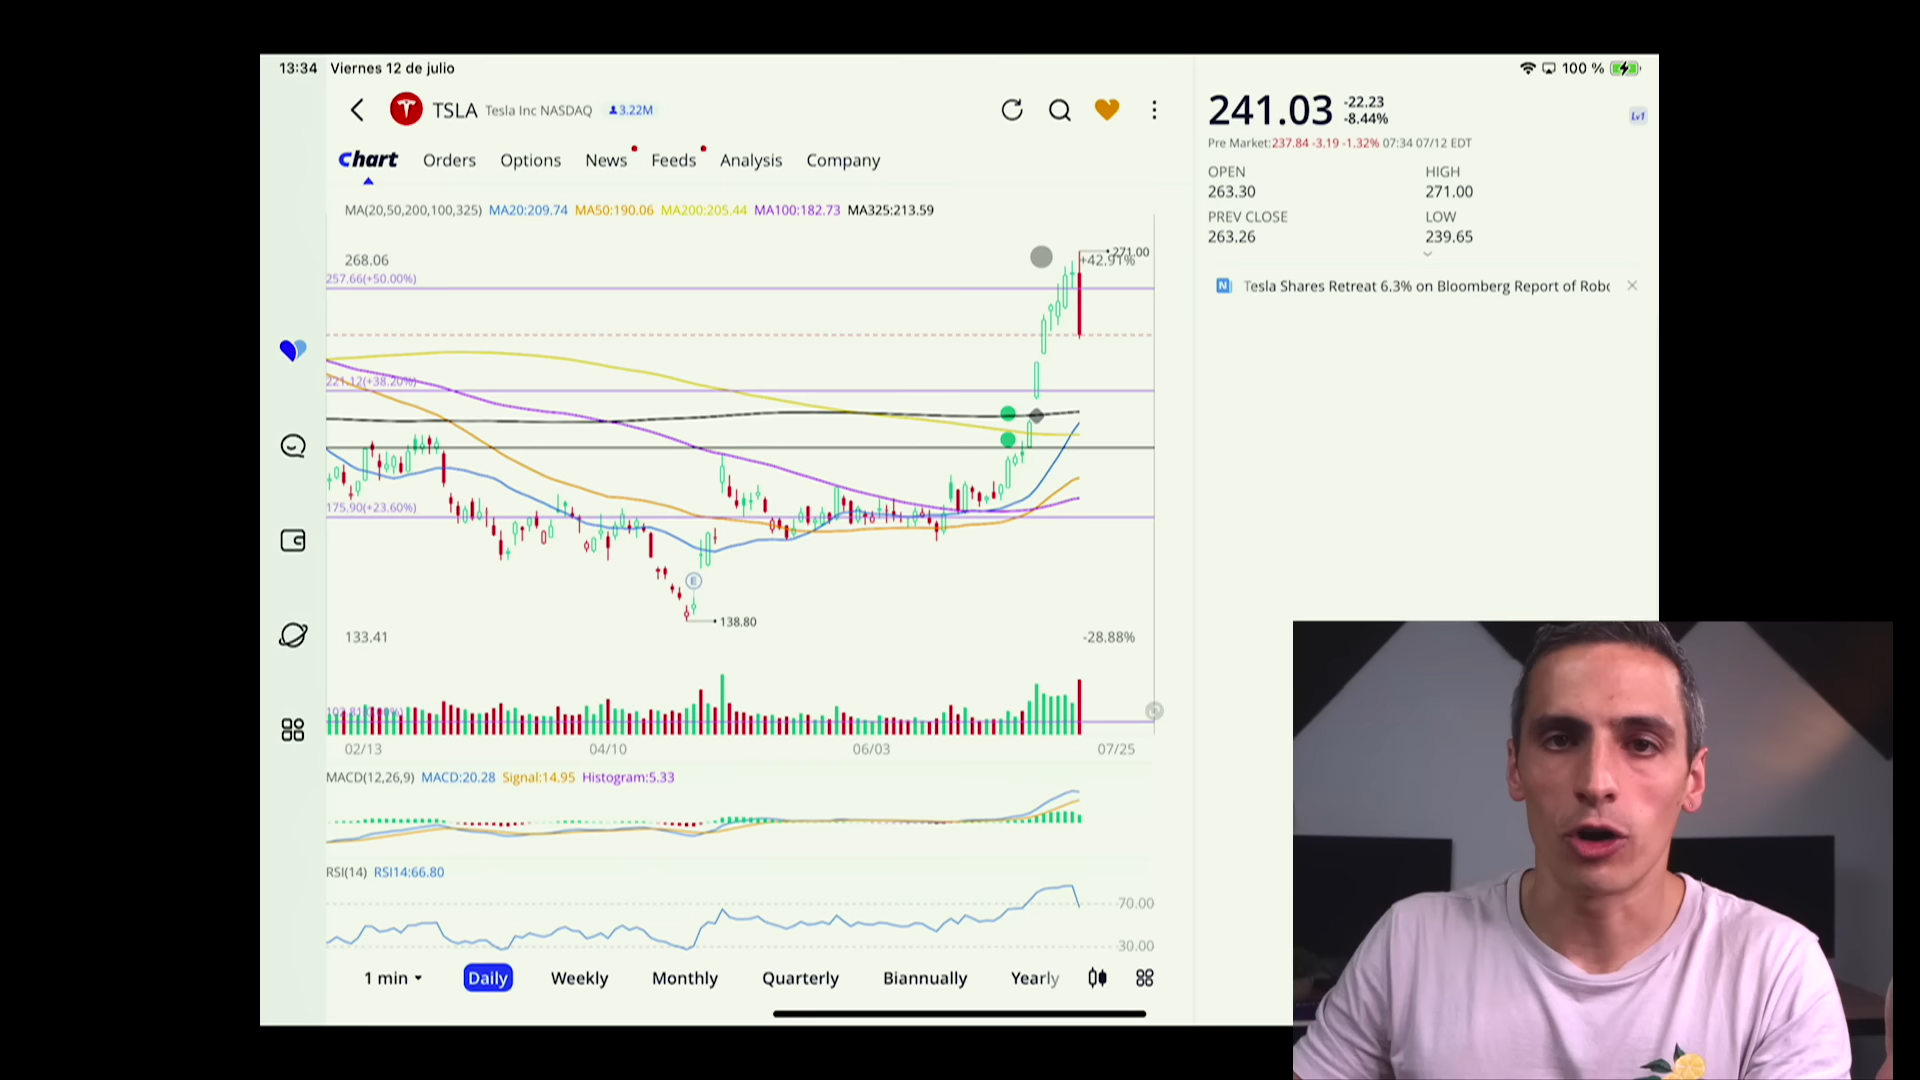 13:34 Viernes 12 de julio
100 %
TSLA Tesla Inc NASDAQ 3.22M
Chart Orders Options News Feeds Analysis Company
241.03 -22.23
-8.44%
Lv1
Pre Market:237.84 -3.19 -1.32% 07:34 07/12 EDT
OPEN HIGH
263.30 271.00
PREV CLOSE LOW
263.26 239.65
N Tesla Shares Retreat 6.3% on Bloomberg Report of Robo
MA(20,50,200,100,325) MA20:209.74 MA50:190.06 MA200:205.44 MA100:182.73 MA325:213.59
271.00
268.06 +42.91%
257.66(+50.00%)
221.12(+38.20%)
175.90(+23.60%)
E
138.80
133.41 -28.88%
02/13 04/10 06/03 07/25
MACD(12,26,9) MACD:20.28 Signal:14.95 Histogram:5.33
RSI(14) RSI14:66.80
70.00
30.00
1 min Daily Weekly Monthly Quarterly Biannually Yearly